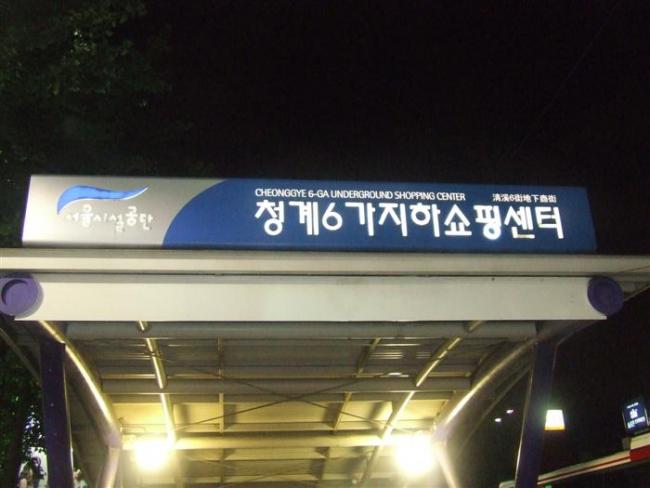 CHEONGGYE 6-GA UNDERGROUND SHOPPING CENTER 清溪6街地下商街
서울시설공단 청계6가지하쇼핑센터